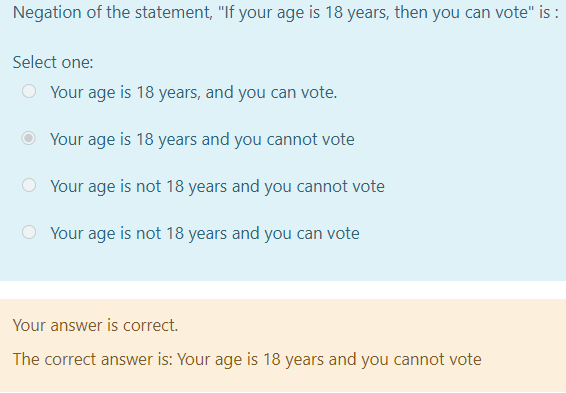 Negation of the statement, "If your age is 18 years, then you can vote" is :
Select one:
Your age is 18 years, and you can vote.
Your age is 18 years and you cannot vote
Your age is not 18 years and you cannot vote
Your age is not 18 years and you can vote
Your answer is correct.
The correct answer is: Your age is 18 years and you cannot vote